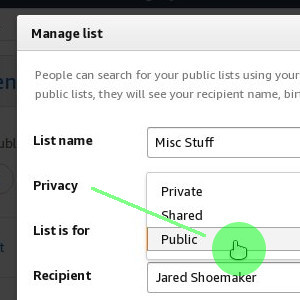 Manage list
People can search for your public lists using your
public lists, they will see your recipient name,
List name
Misc Stuff
Privacy
Private
Shared
Public
List is for
Recipient
Jared Shoemaker